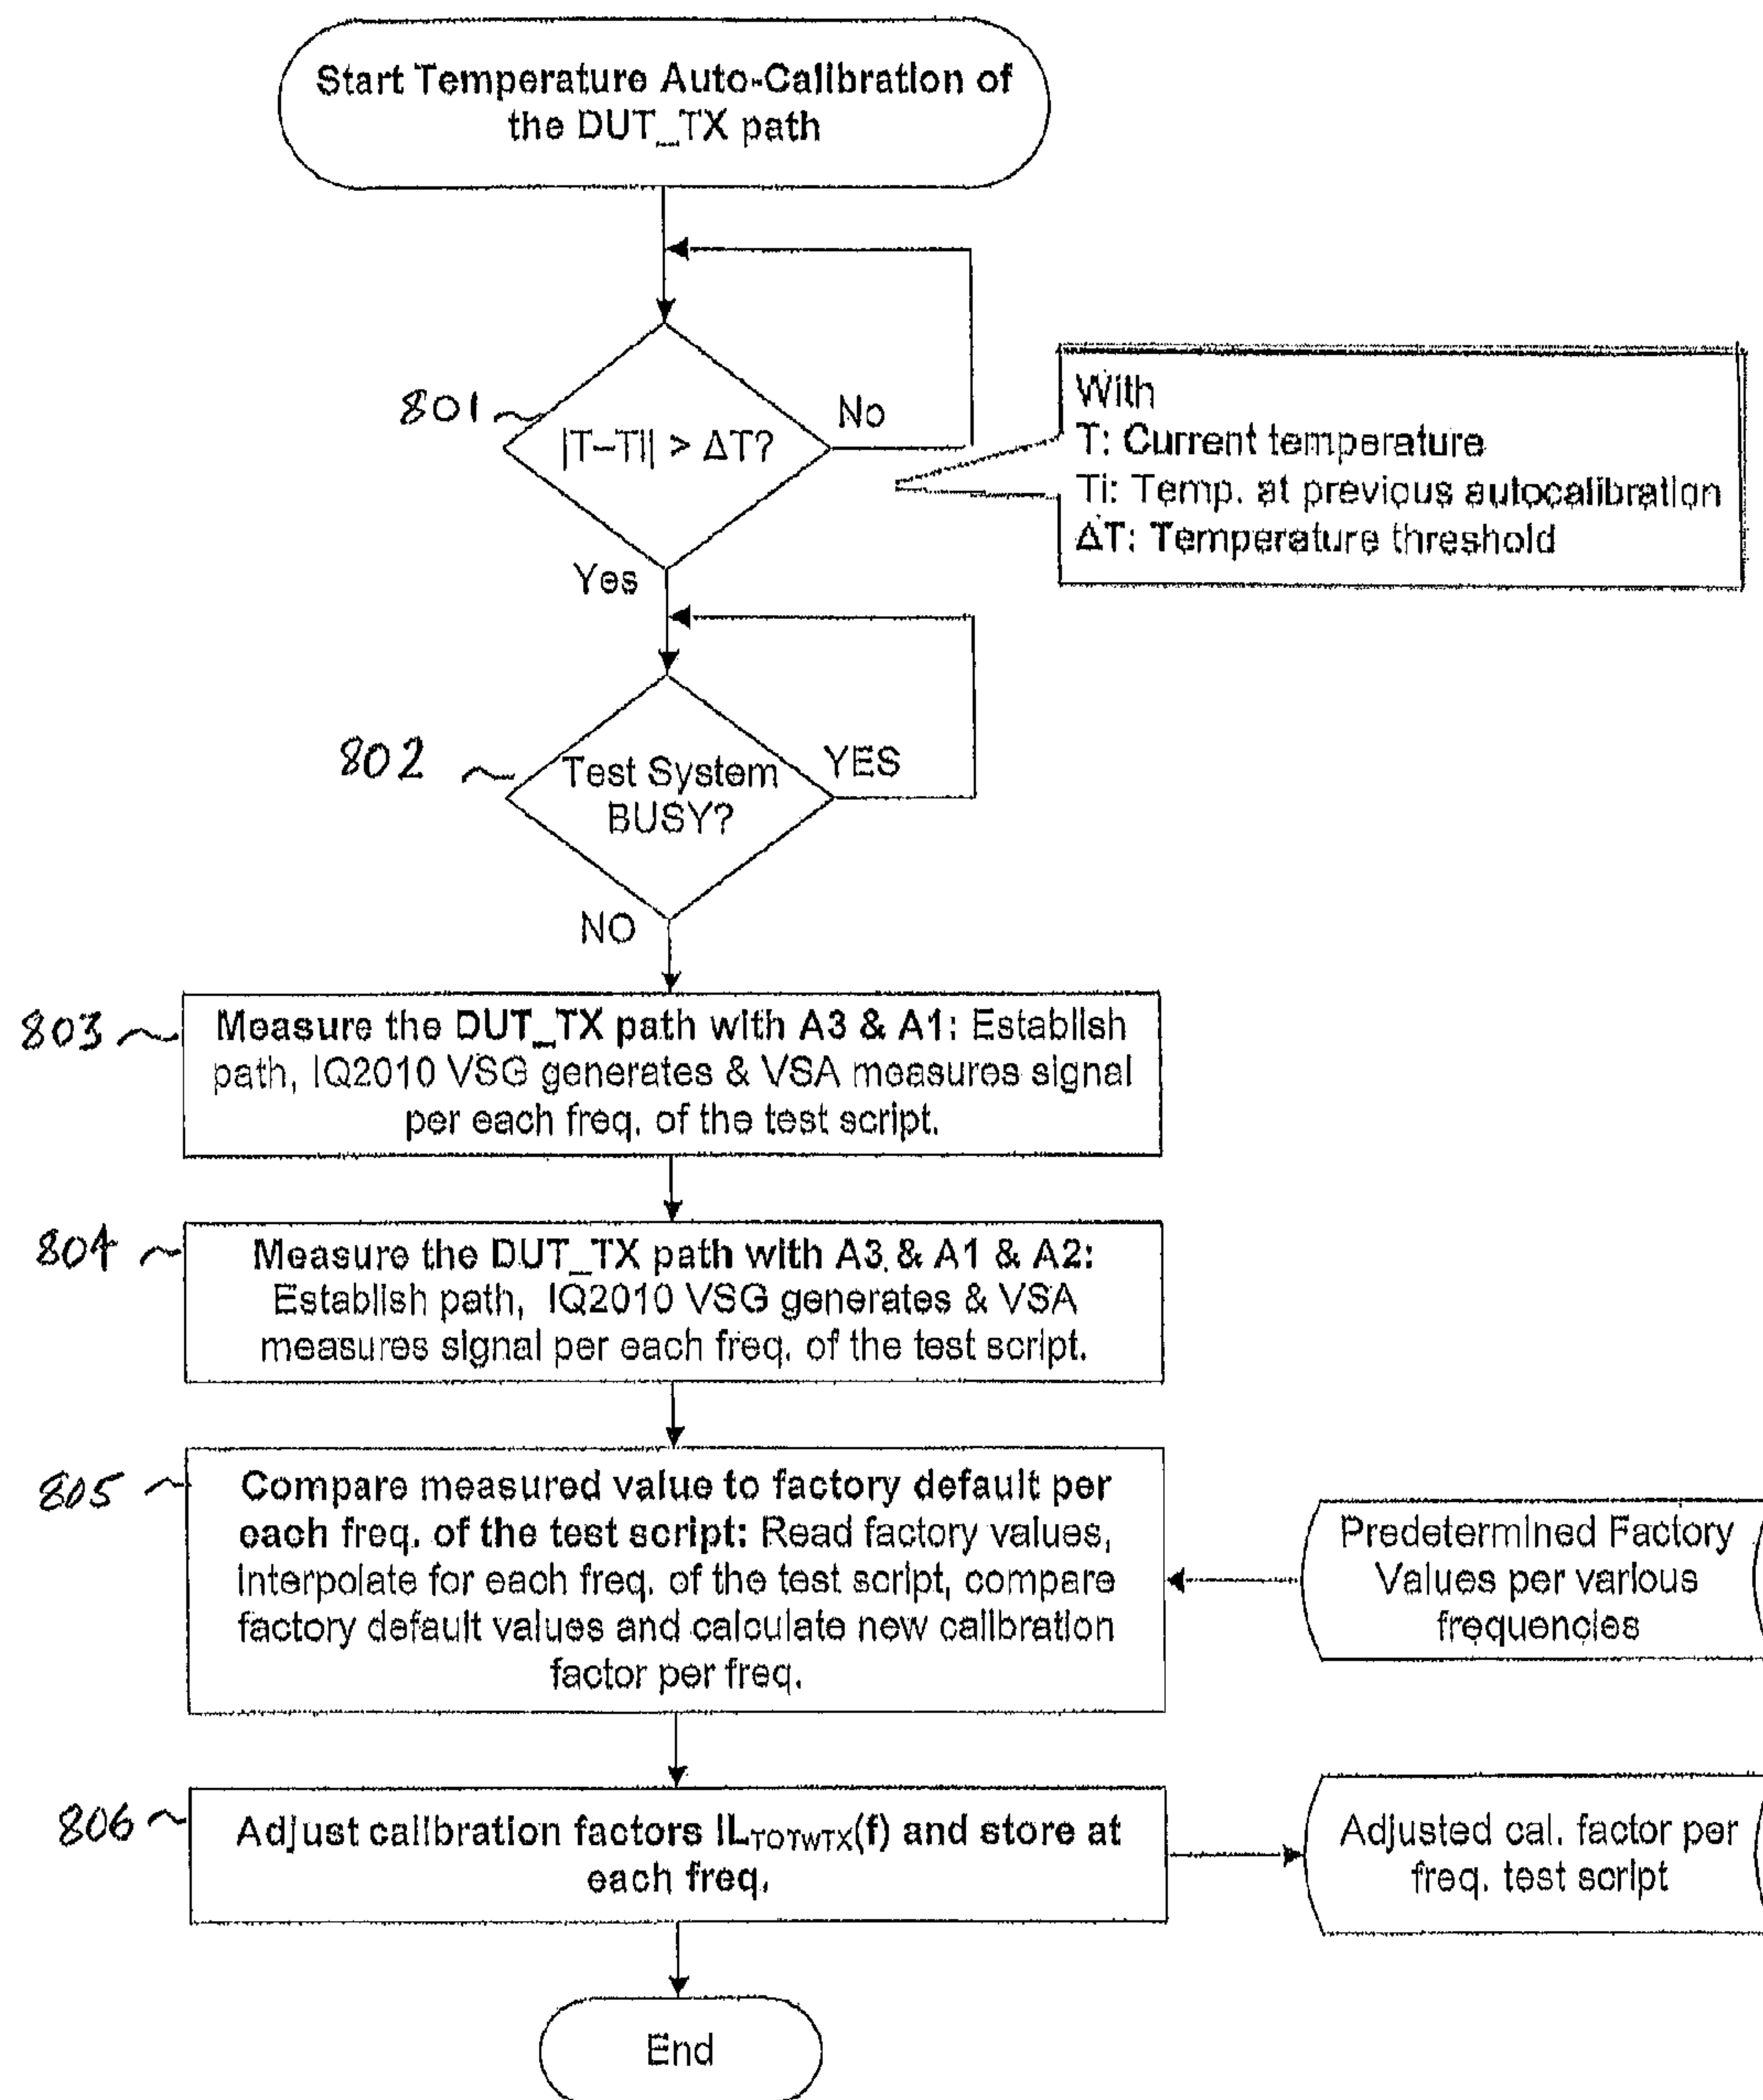 Start Temperature Auto-Calibration of
the DUT_TX path
801
|T–Ti| > ΔT?
No
With
T: Current temperature
Ti: Temp. at previous autocalibration
ΔT: Temperature threshold
Yes
802
Test System
BUSY?
YES
NO
803
Measure the DUT_TX path with A3 & A1: Establish
path, IQ2010 VSG generates & VSA measures signal
per each freq. of the test script.
804
Measure the DUT_TX path with A3 & A1 & A2:
Establish path, IQ2010 VSG generates & VSA
measures signal per each freq. of the test script.
805
Compare measured value to factory default per
each freq. of the test script: Read factory values,
interpolate for each freq. of the test script, compare
factory default values and calculate new calibration
factor per freq.
Predetermined Factory
Values per various
frequencies
806
Adjust calibration factors IL_TOTWTX(f) and store at
each freq.
Adjusted cal. factor per
freq. test script
End